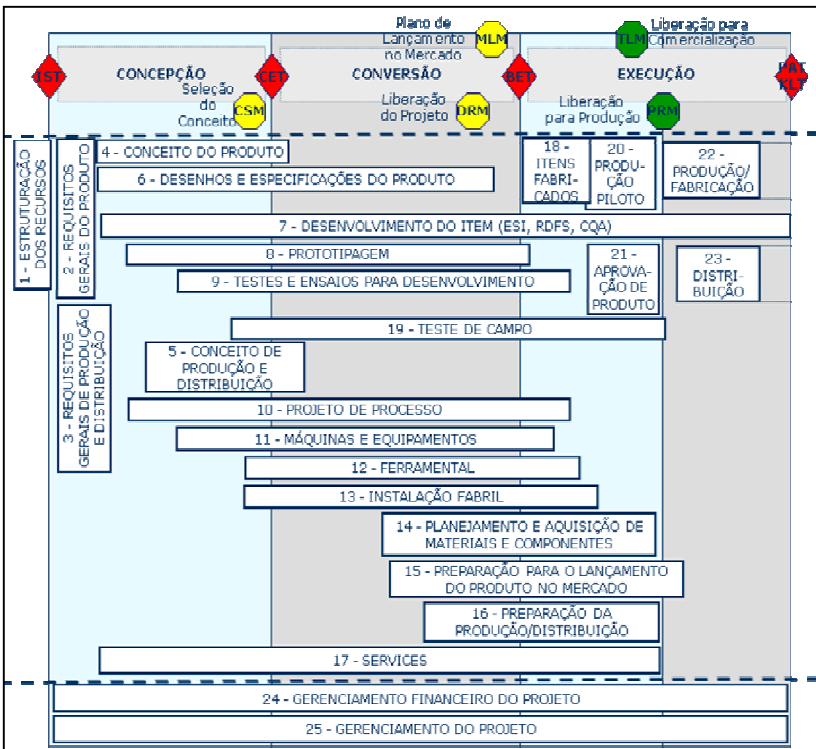 Plano de
Lançamento
no Mercado
MLM
TLM
Liberação para
Comercialização
IST
CONCEPÇÃO
CET
CONVERSÃO
BET
EXECUÇÃO
PAT
KLT
Seleção
do
Conceito
CSM
Liberação
do Projeto
DRM
Liberação
para Produção
PRM
1 - ESTRUTURAÇÃO
DOS RECURSOS
2 - REQUISITOS
GERAIS DO PRODUTO
3 - REQUISITOS
GERAIS DE PRODUÇÃO
E DISTRIBUIÇÃO
4 - CONCEITO DO PRODUTO
6 - DESENHOS E ESPECIFICAÇÕES DO PRODUTO
18 -
ITENS
FABRI-
CADOS
20 -
PRODU-
ÇÃO
PILOTO
22 -
PRODUÇÃO/
FABRICAÇÃO
7 - DESENVOLVIMENTO DO ITEM (ESI, RDFS, CQA)
8 - PROTOTIPAGEM
9 - TESTES E ENSAIOS PARA DESENVOLVIMENTO
21 -
APROVA-
ÇÃO DE
PRODUTO
23 -
DISTRI-
BUIÇÃO
19 - TESTE DE CAMPO
5 - CONCEITO DE
PRODUÇÃO E
DISTRIBUIÇÃO
10 - PROJETO DE PROCESSO
11 - MÁQUINAS E EQUIPAMENTOS
12 - FERRAMENTAL
13 - INSTALAÇÃO FABRIL
14 - PLANEJAMENTO E AQUISIÇÃO DE
MATERIAIS E COMPONENTES
15 - PREPARAÇÃO PARA O LANÇAMENTO
DO PRODUTO NO MERCADO
16 - PREPARAÇÃO DA
PRODUÇÃO/DISTRIBUIÇÃO
17 - SERVICES
24 - GERENCIAMENTO FINANCEIRO DO PROJETO
25 - GERENCIAMENTO DO PROJETO